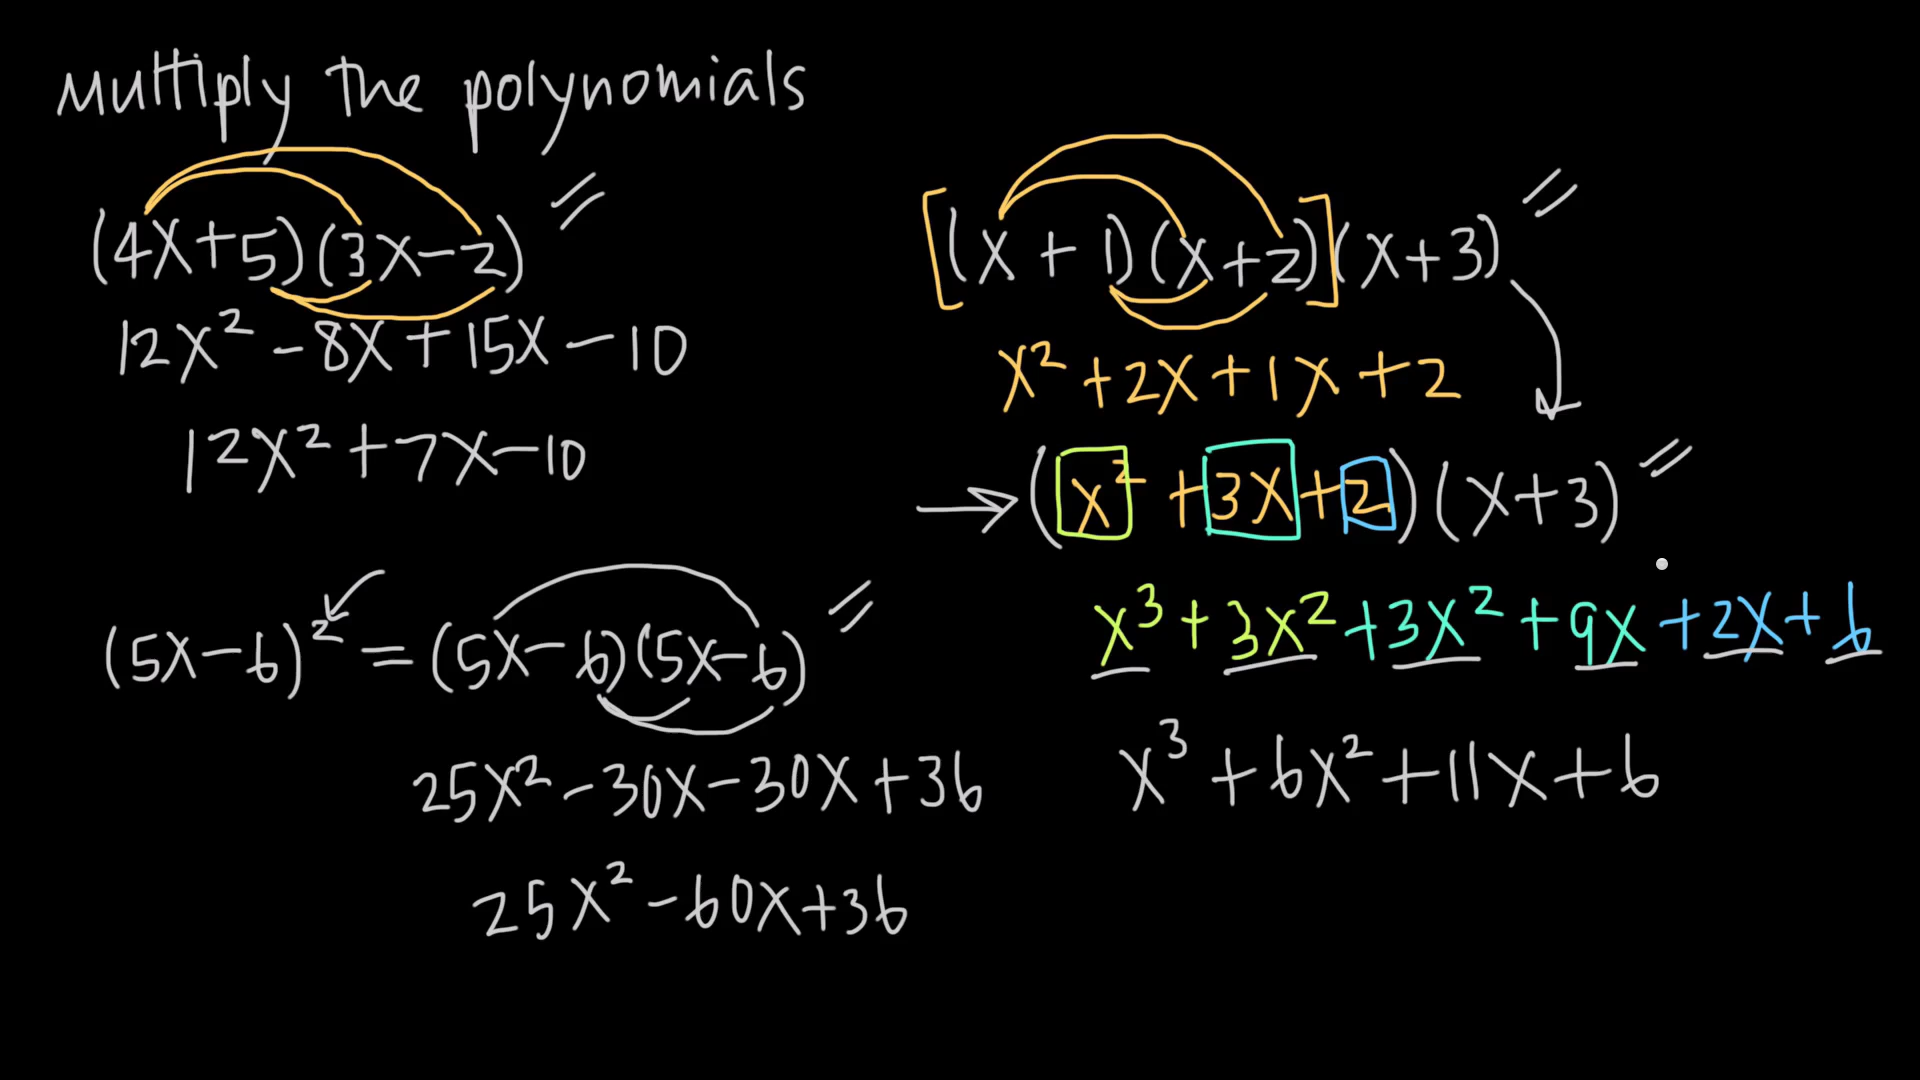 Multiply the polynomials
(4x+5)(3x-2)
12x² - 8x + 15x - 10
12x² + 7x - 10
(5x-6)² = (5x-6)(5x-6)
25x² - 30x - 30x + 36
25x² - 60x + 36
[(x + 1)(x+2)](x+3)
x² + 2x + 1x + 2
→ (x² + 3x + 2)(x+3)
x³ + 3x² + 3x² + 9x + 2x + 6
x³ + 6x² + 11x + 6